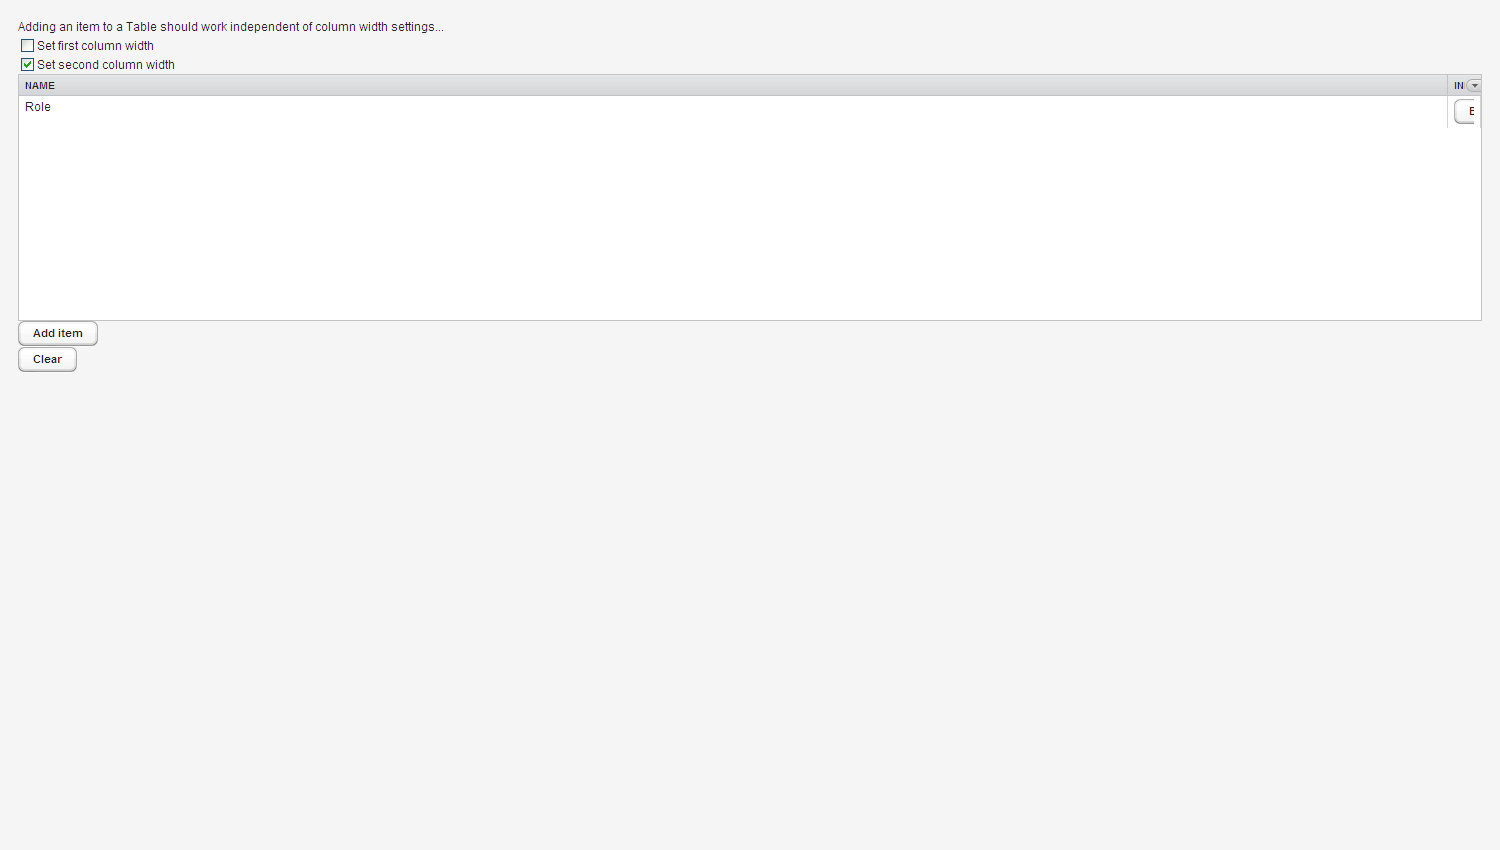 Adding an item to a Table should work independent of column width settings...
Set first column width
Set second column width
NAME
Role
Add item
Clear